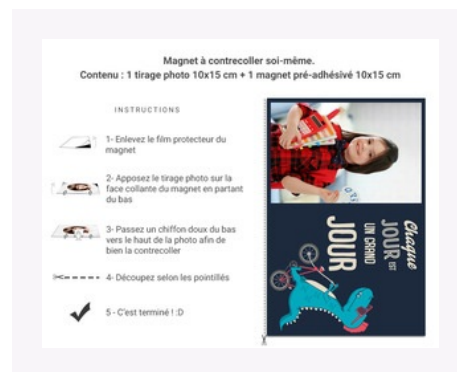 Magnet à contrecoller soi-même.
Contenu : 1 tirage photo 10x15 cm + 1 magnet pré-adhésivé 10x15 cm
INSTRUCTIONS
1- Enlevez le film protecteur du
magnet
2- Apposez le tirage photo sur la
face collante du magnet en partant
du bas
3- Passez un chiffon doux du bas
vers le haut de la photo afin de
bien la contrecoller
4- Découpez selon les pointillés
5 - C'est terminé ! :D
Chaque
JOUR EST
UN GRAND
JOUR